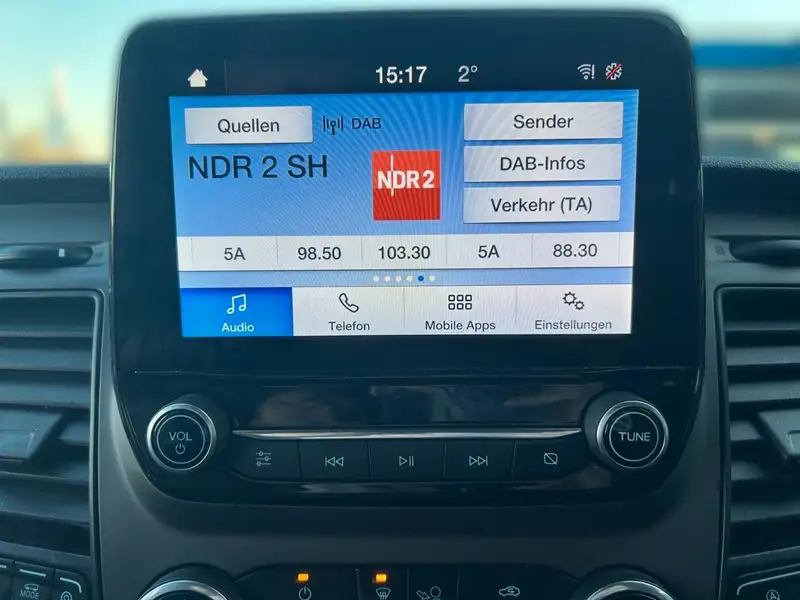 15:17 2°
Quellen DAB Sender
NDR 2 SH NDR 2 DAB-Infos
Verkehr (TA)
5A 98.50 103.30 5A 88.30
Audio Telefon Mobile Apps Einstellungen
VOL TUNE
MODE